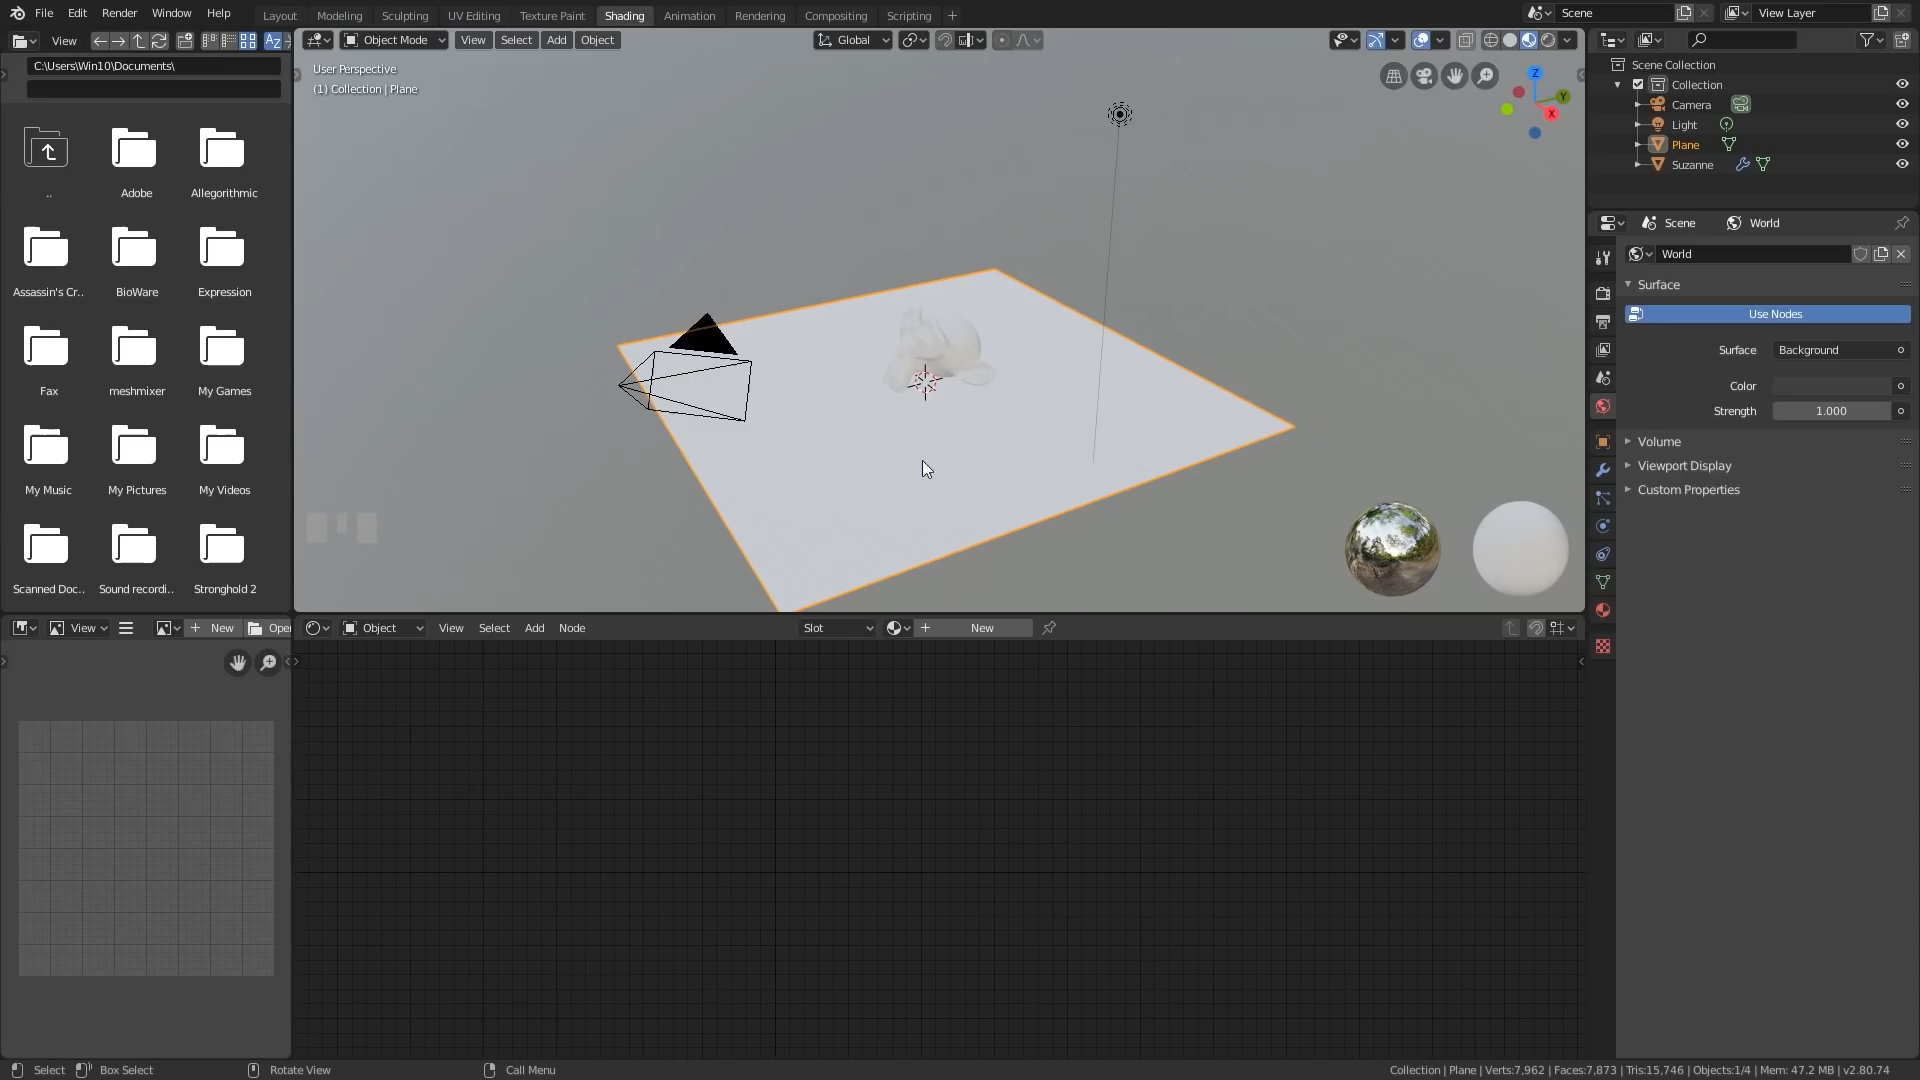 File Edit Render Window Help
Layout Modeling Sculpting UV Editing Texture Paint Shading Animation Rendering Compositing Scripting
Scene
View Layer
View
Object Mode View Select Add Object
Global
C:\Users\Win10\Documents\
User Perspective
(1) Collection | Plane
..
Adobe
Allegorithmic
Assassin's Cr..
BioWare
Expression
Fax
meshmixer
My Games
My Music
My Pictures
My Videos
Scanned Doc..
Sound recordi..
Stronghold 2
Z
Y
X
Scene Collection
Collection
Camera
Light
Plane
Suzanne
Scene World
World
Surface
Use Nodes
Surface Background
Color
Strength 1.000
Volume
Viewport Display
Custom Properties
View New Open
Object View Select Add Node
Slot
New
Select Box Select Rotate View Call Menu
Collection | Plane | Verts:7,962 | Faces:7,873 | Tris:15,746 | Objects:1/4 | Mem: 47.2 MB | v2.80.74